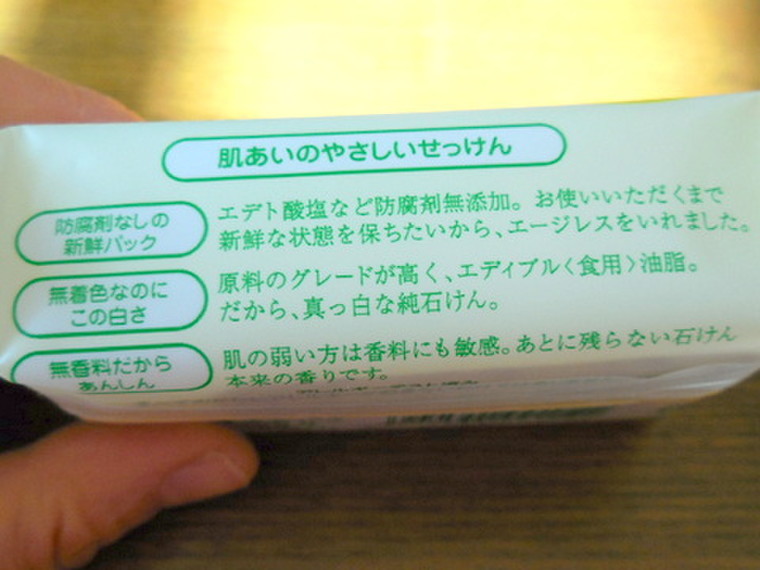 肌あいのやさしいせっけん
防腐剤なしの
新鮮パック
エデト酸塩など防腐剤無添加。お使いいただくまで
新鮮な状態を保ちたいから、エージレスをいれました。
無着色なのに
この白さ
原料のグレードが高く、エディブル〈食用〉油脂。
だから、真っ白な純石けん。
無香料だから
あんしん
肌の弱い方は香料にも敏感。あとに残らない石けん
本来の香りです。